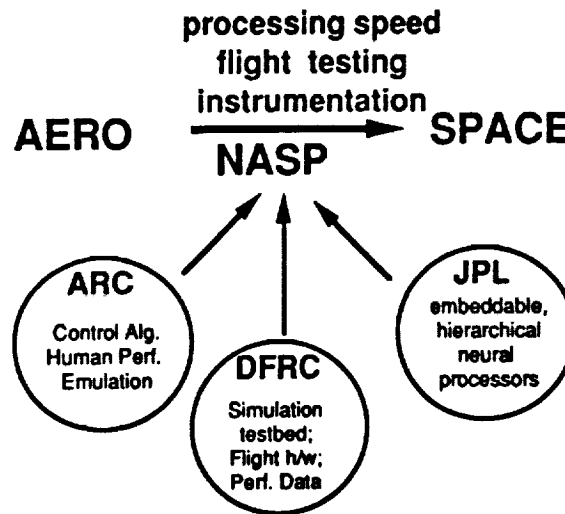 processing speed
flight testing
instrumentation
AERO
SPACE
NASP
ARC
Control Alg.
Human Perf.
Emulation
DFRC
Simulation
testbed;
Flight h/w;
Perf. Data
JPL
embeddable,
hierarchical
neural
processors